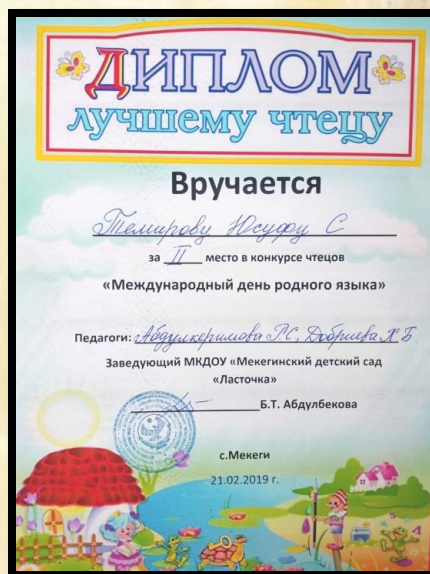 ДИПЛОМ
лучшему чтецу
Вручается
Темирову Юсуфу С
за II место в конкурсе чтецов
«Международный день родного языка»
Педагоги: Абдулкеримова Р.С, Добриева Х.Б
Заведующий МКДОУ «Мекегинский детский сад
«Ласточка»
Б.Т. Абдулбекова
с.Мекеги
21.02.2019 г.